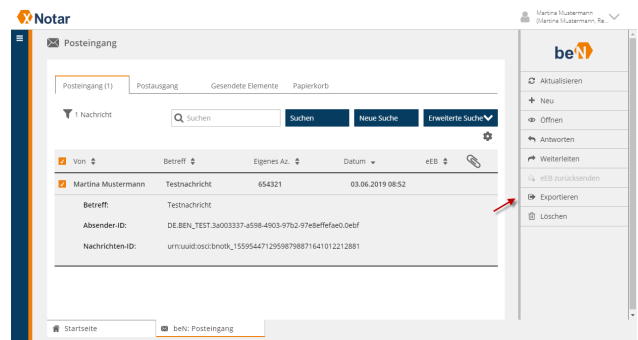 XNotar
Martina Mustermann
(Martina Mustermann, Re...
Posteingang
beN
Posteingang (1) Postausgang Gesendete Elemente Papierkorb
1 Nachricht Suchen Suchen Neue Suche Erweiterte Suche
Von Betreff Eigenes Az. Datum eEB
Martina Mustermann Testnachricht 654321 03.06.2019 08:52
Betreff: Testnachricht
Absender-ID: DE.BEN_TEST.3a003337-a598-4903-97b2-97e8effefae0.0ebf
Nachrichten-ID: urn:uuid:osci:bnotk_15595447129598798871641012212881
Aktualisieren
Neu
Öffnen
Antworten
Weiterleiten
eEB zurücksenden
Exportieren
Löschen
Startseite beN: Posteingang